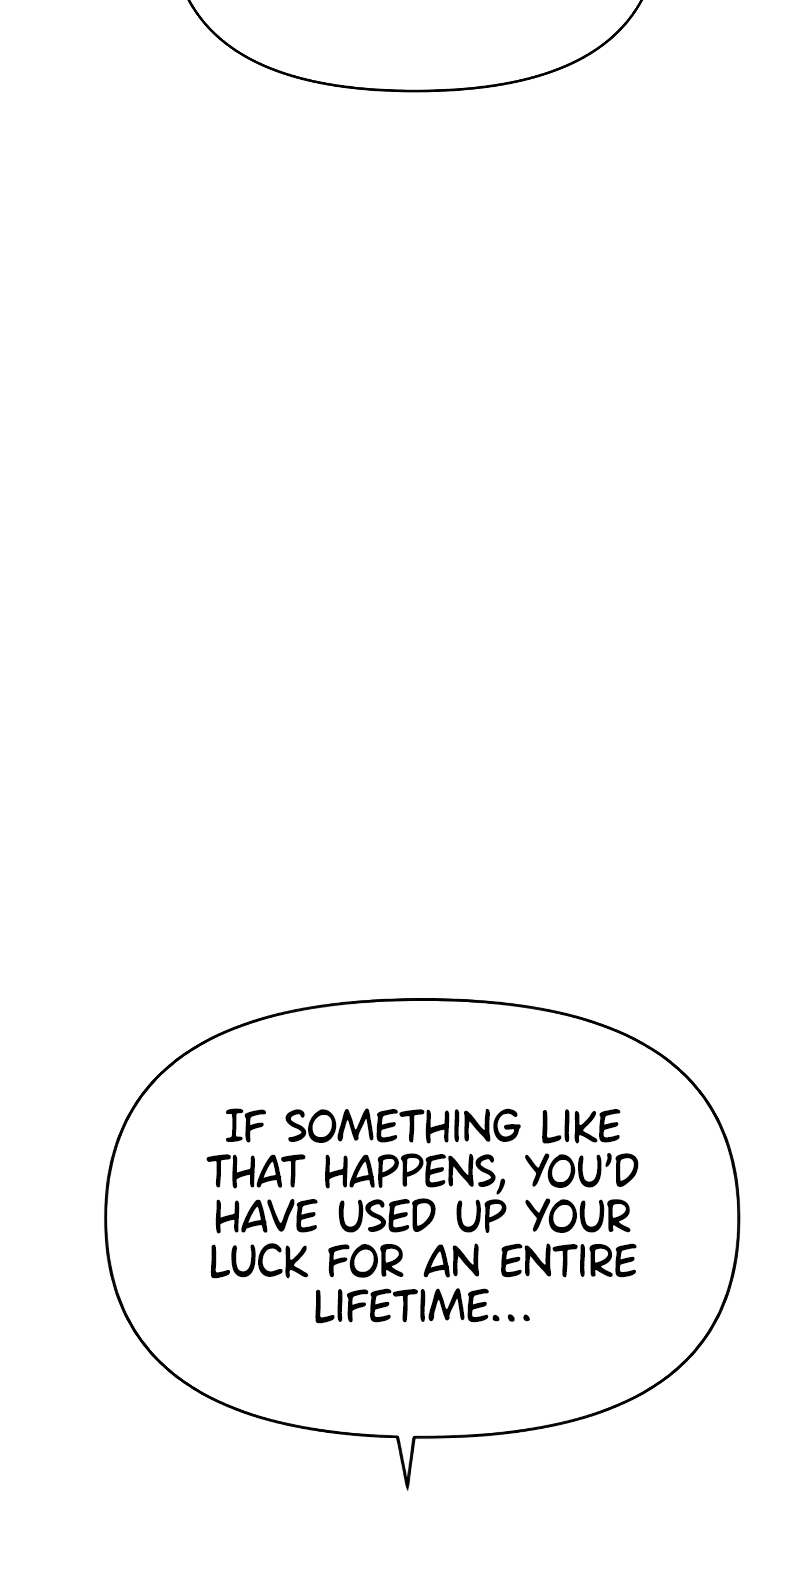 IF SOMETHING LIKE
THAT HAPPENS, YOU'D
HAVE USED UP YOUR
LUCK FOR AN ENTIRE
LIFETIME...